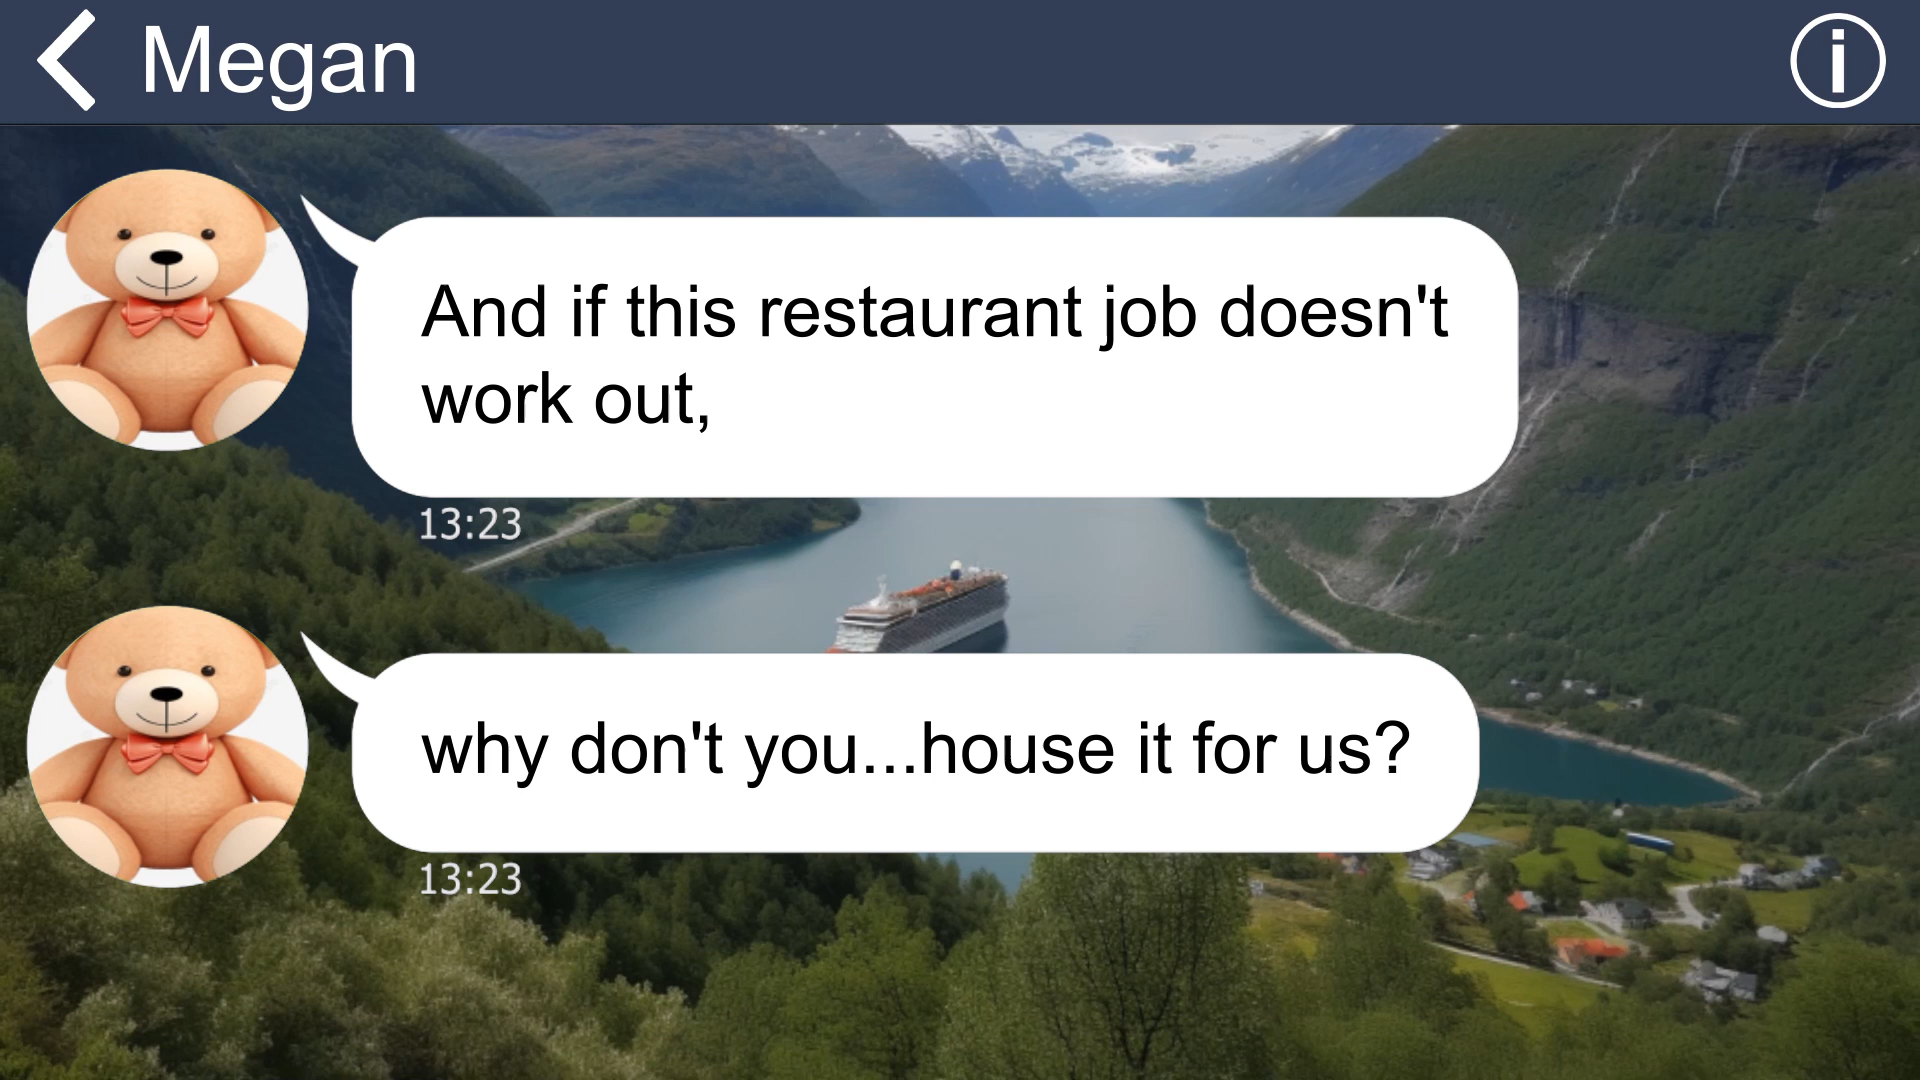 Megan
And if this restaurant job doesn't
work out,
13:23
why don't you...house it for us?
13:23